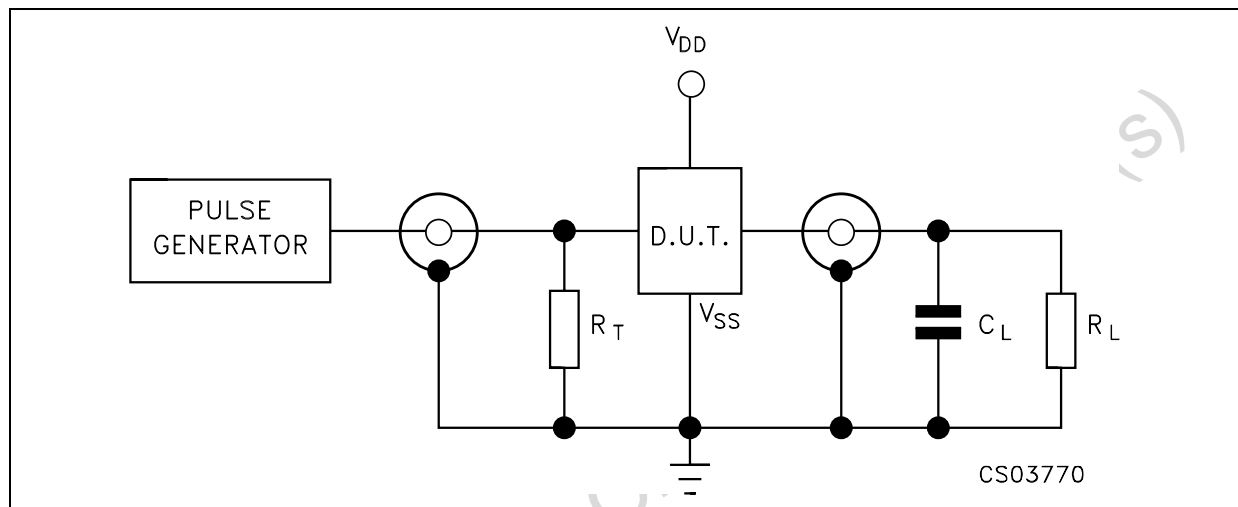 VDD
PULSE
GENERATOR
D.U.T.
VSS
RT
CL
RL
CS03770